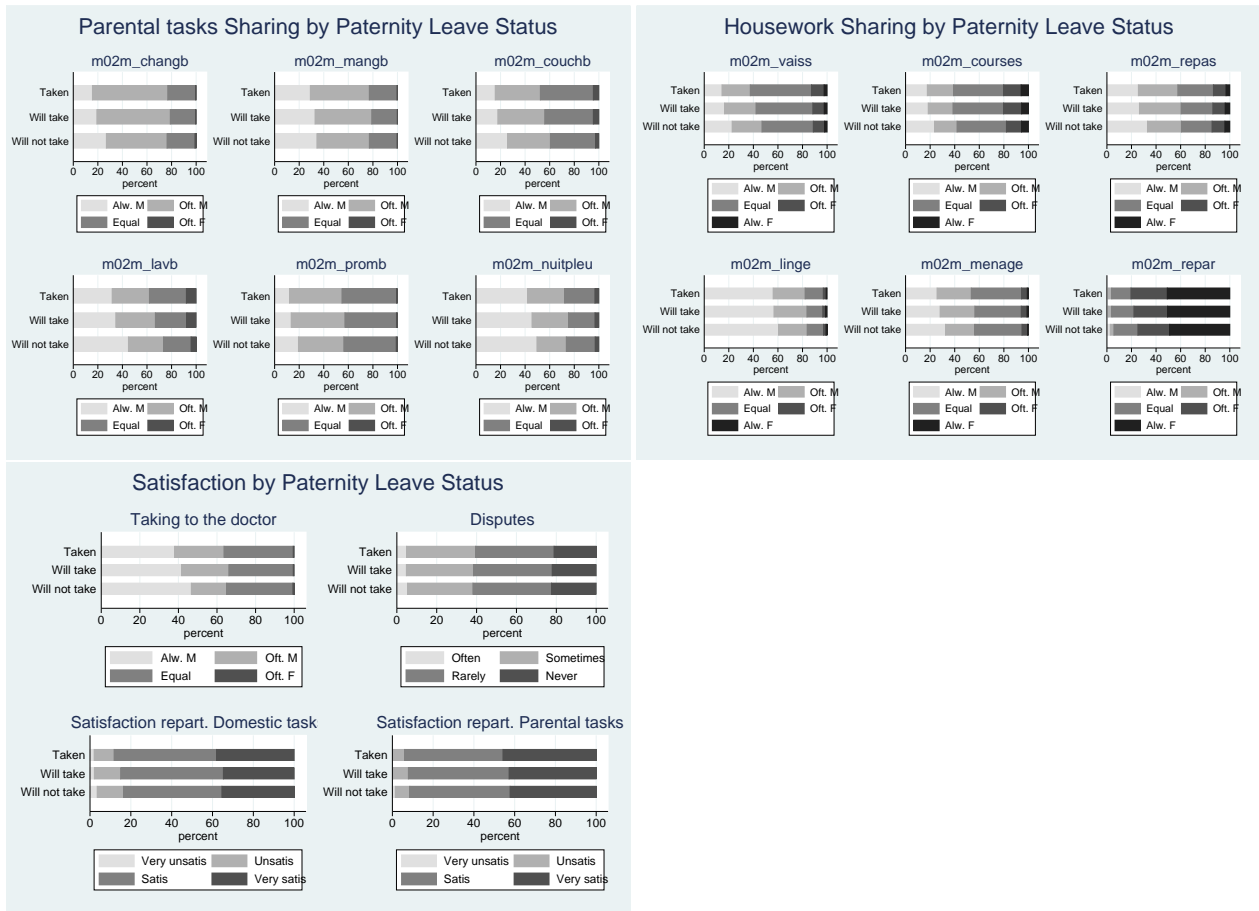 Parental tasks Sharing by Paternity Leave Status
m02m_changb
Taken
Will take
Will not take
0 20 40 60 80 100
percent
Alw. M Oft. M
Equal Oft. F
m02m_mangb
Taken
Will take
Will not take
0 20 40 60 80 100
percent
Alw. M Oft. M
Equal Oft. F
m02m_couchb
Taken
Will take
Will not take
0 20 40 60 80 100
percent
Alw. M Oft. M
Equal Oft. F
m02m_lavb
Taken
Will take
Will not take
0 20 40 60 80 100
percent
Alw. M Oft. M
Equal Oft. F
m02m_promb
Taken
Will take
Will not take
0 20 40 60 80 100
percent
Alw. M Oft. M
Equal Oft. F
m02m_nuitpleu
Taken
Will take
Will not take
0 20 40 60 80 100
percent
Alw. M Oft. M
Equal Oft. F
Housework Sharing by Paternity Leave Status
m02m_vaiss
Taken
Will take
Will not take
0 20 40 60 80 100
percent
Alw. M Oft. M
Equal Oft. F
Alw. F
m02m_courses
Taken
Will take
Will not take
0 20 40 60 80 100
percent
Alw. M Oft. M
Equal Oft. F
Alw. F
m02m_repas
Taken
Will take
Will not take
0 20 40 60 80 100
percent
Alw. M Oft. M
Equal Oft. F
Alw. F
m02m_linge
Taken
Will take
Will not take
0 20 40 60 80 100
percent
Alw. M Oft. M
Equal Oft. F
Alw. F
m02m_menage
Taken
Will take
Will not take
0 20 40 60 80 100
percent
Alw. M Oft. M
Equal Oft. F
Alw. F
m02m_repar
Taken
Will take
Will not take
0 20 40 60 80 100
percent
Alw. M Oft. M
Equal Oft. F
Alw. F
Satisfaction by Paternity Leave Status
Taking to the doctor
Taken
Will take
Will not take
0 20 40 60 80 100
percent
Alw. M Oft. M
Equal Oft. F
Disputes
Taken
Will take
Will not take
0 20 40 60 80 100
percent
Often Sometimes
Rarely Never
Satisfaction repart. Domestic task
Taken
Will take
Will not take
0 20 40 60 80 100
percent
Very unsatis Unsatis
Satis Very satis
Satisfaction repart. Parental tasks
Taken
Will take
Will not take
0 20 40 60 80 100
percent
Very unsatis Unsatis
Satis Very satis